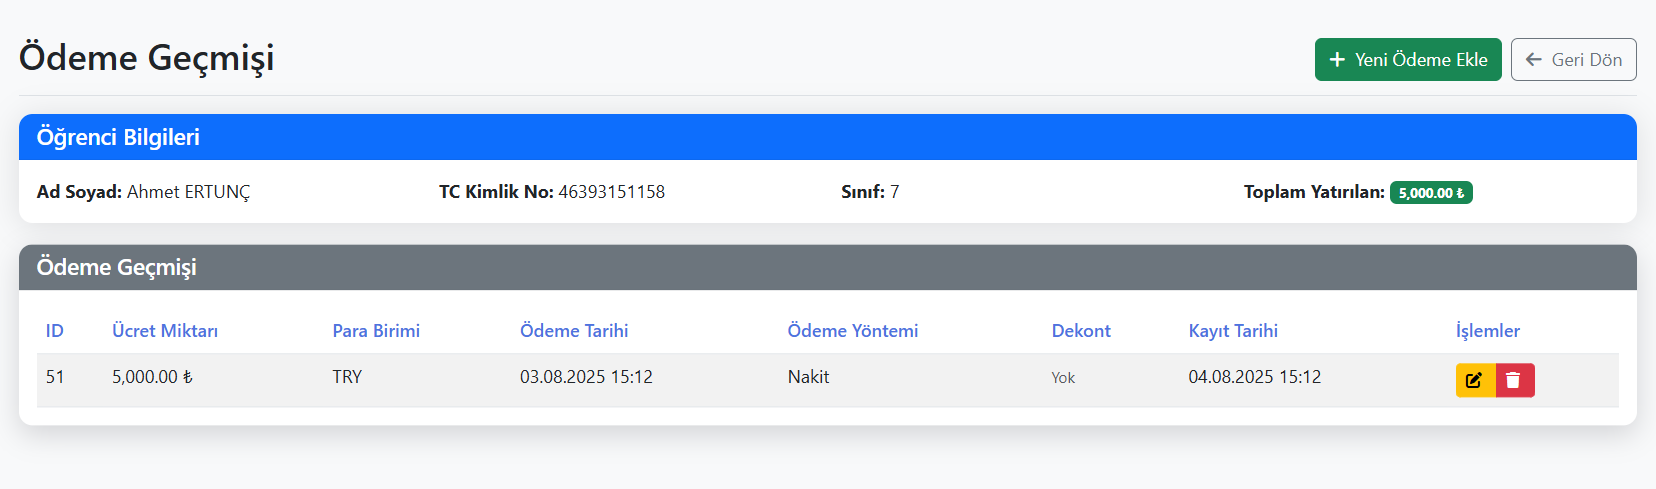 Ödeme Geçmişi
Yeni Ödeme Ekle
Geri Dön
Öğrenci Bilgileri
Ad Soyad: Ahmet ERTUNÇ TC Kimlik No: 46393151158 Sınıf: 7 Toplam Yatırılan: 5,000.00 ₺
Ödeme Geçmişi
ID Ücret Miktarı Para Birimi Ödeme Tarihi Ödeme Yöntemi Dekont Kayıt Tarihi İşlemler
51 5,000.00 ₺ TRY 03.08.2025 15:12 Nakit Yok 04.08.2025 15:12